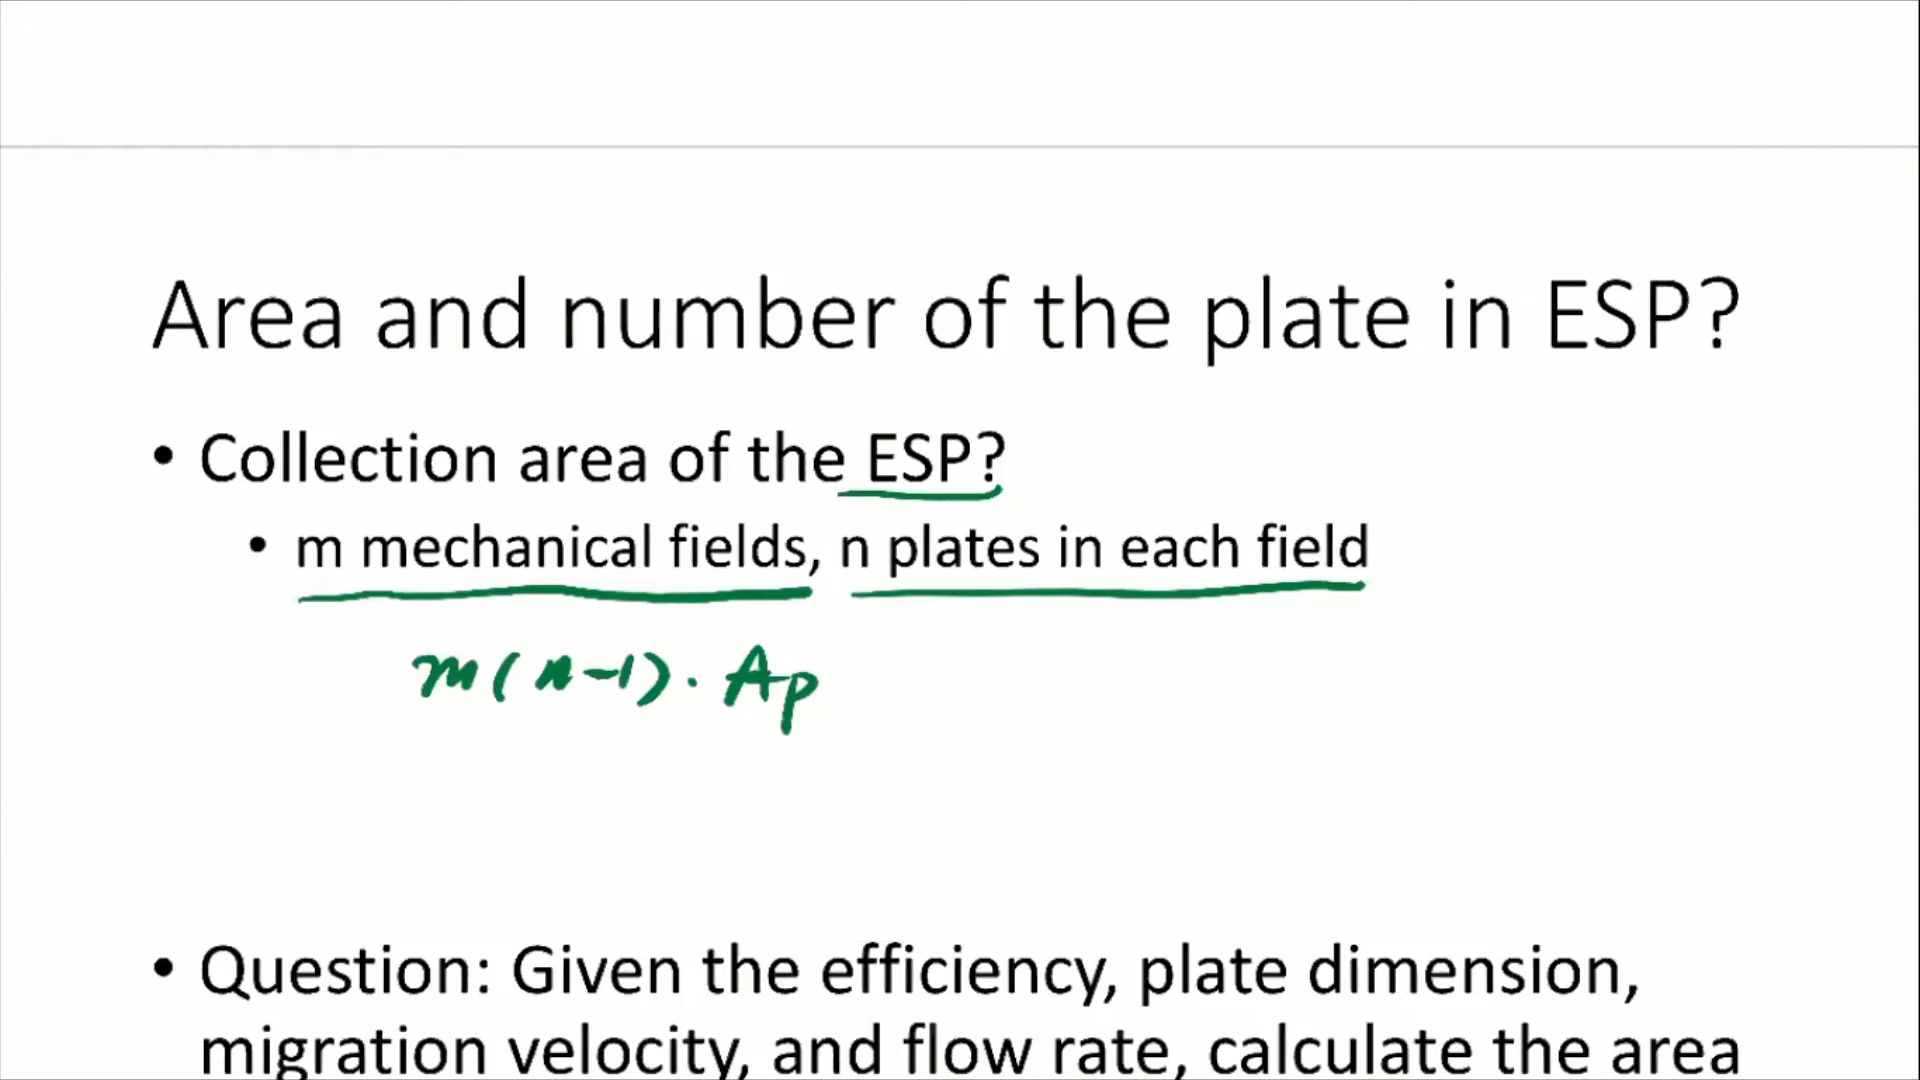 Area and number of the plate in ESP?
• Collection area of the ESP?
• m mechanical fields, n plates in each field
m(n-1) · Ap
• Question: Given the efficiency, plate dimension,
migration velocity, and flow rate, calculate the area